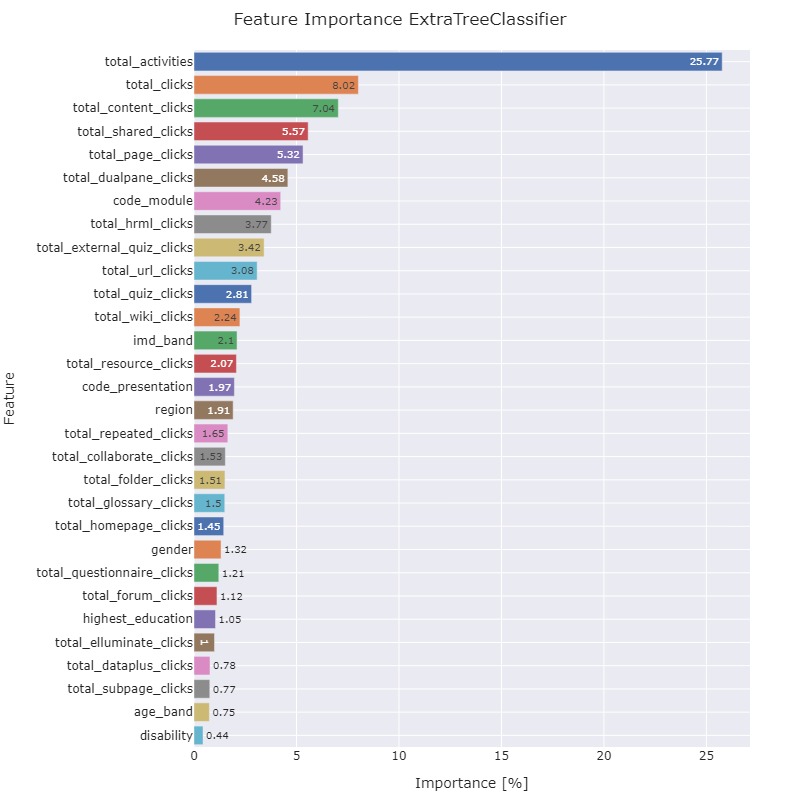 Feature Importance ExtraTreeClassifier
total_activities 25.77
total_clicks 8.02
total_content_clicks 7.04
total_shared_clicks 5.57
total_page_clicks 5.32
total_dualpane_clicks 4.58
code_module 4.23
total_hrml_clicks 3.77
total_external_quiz_clicks 3.42
total_url_clicks 3.08
total_quiz_clicks 2.81
total_wiki_clicks 2.24
imd_band 2.1
total_resource_clicks 2.07
code_presentation 1.97
region 1.91
total_repeated_clicks 1.65
total_collaborate_clicks 1.53
total_folder_clicks 1.51
total_glossary_clicks 1.5
total_homepage_clicks 1.45
gender 1.32
total_questionnaire_clicks 1.21
total_forum_clicks 1.12
highest_education 1.05
total_elluminate_clicks 1
total_dataplus_clicks 0.78
total_subpage_clicks 0.77
age_band 0.75
disability 0.44
0 5 10 15 20 25
Importance [%]
Feature